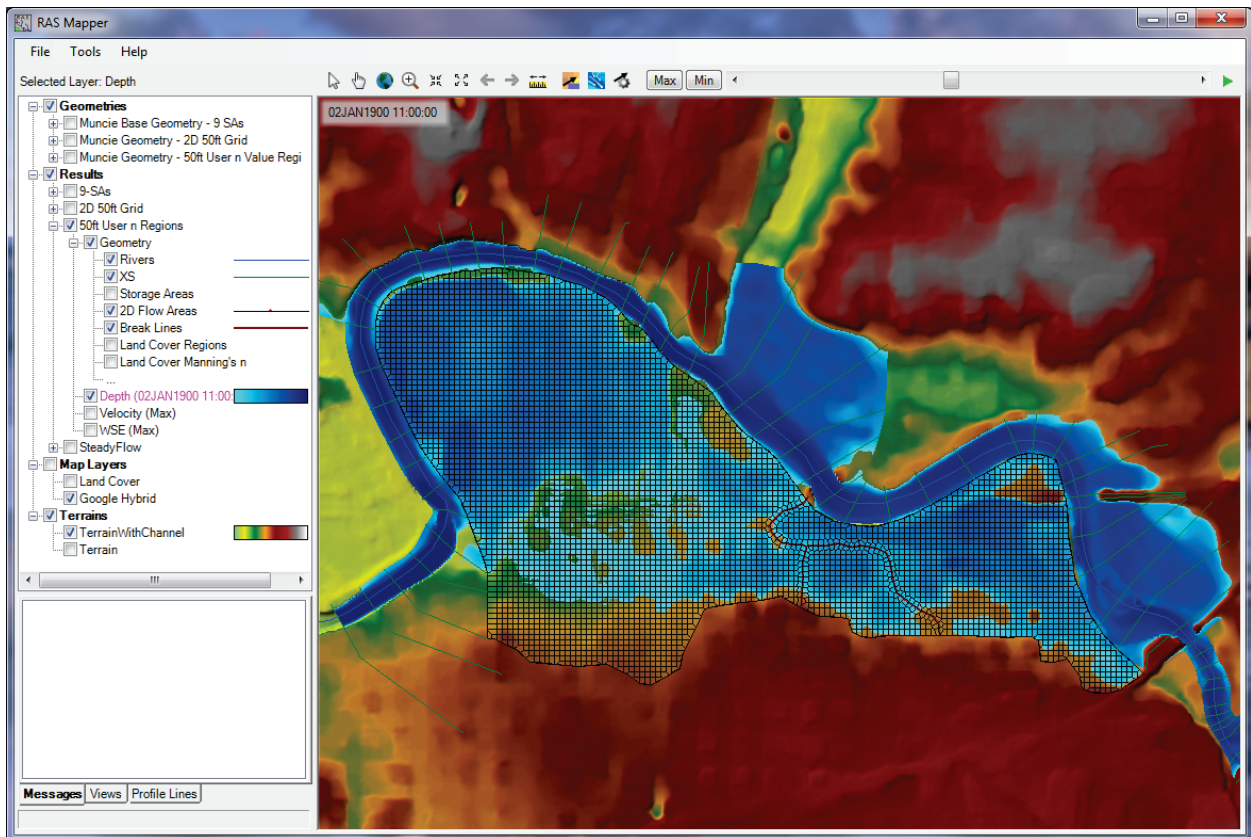 RAS Mapper
File Tools Help
Selected Layer: Depth
Max Min
Geometries
Muncie Base Geometry - 9 SAs
Muncie Geometry - 2D 50ft Grid
Muncie Geometry - 50ft User n Value Regi
Results
9-SAs
2D 50ft Grid
50ft User n Regions
Geometry
Rivers
XS
Storage Areas
2D Flow Areas
Break Lines
Land Cover Regions
Land Cover Manning's n
...
Depth (02JAN1900 11:00:
Velocity (Max)
WSE (Max)
SteadyFlow
Map Layers
Land Cover
Google Hybrid
Terrains
TerrainWithChannel
Terrain
02JAN1900 11:00:00
Messages Views Profile Lines